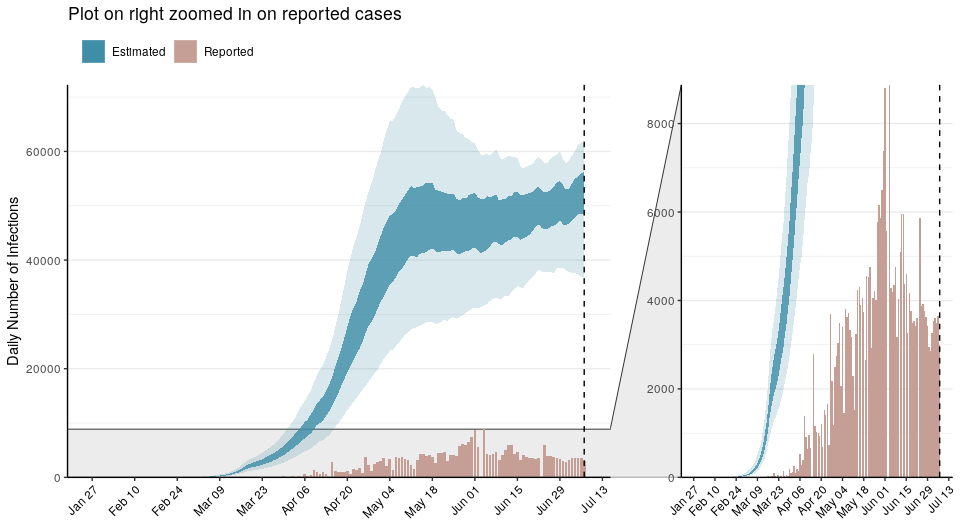 Plot on right zoomed in on reported cases
Estimated Reported
Daily Number of Infections
60000
40000
20000
0
Jan 27 Feb 10 Feb 24 Mar 09 Mar 23 Apr 06 Apr 20 May 04 May 18 Jun 01 Jun 15 Jun 29 Jul 13
8000
6000
4000
2000
0
Jan 27 Feb 10 Feb 24 Mar 09 Mar 23 Apr 06 Apr 20 May 04 May 18 Jun 01 Jun 15 Jun 29 Jul 13